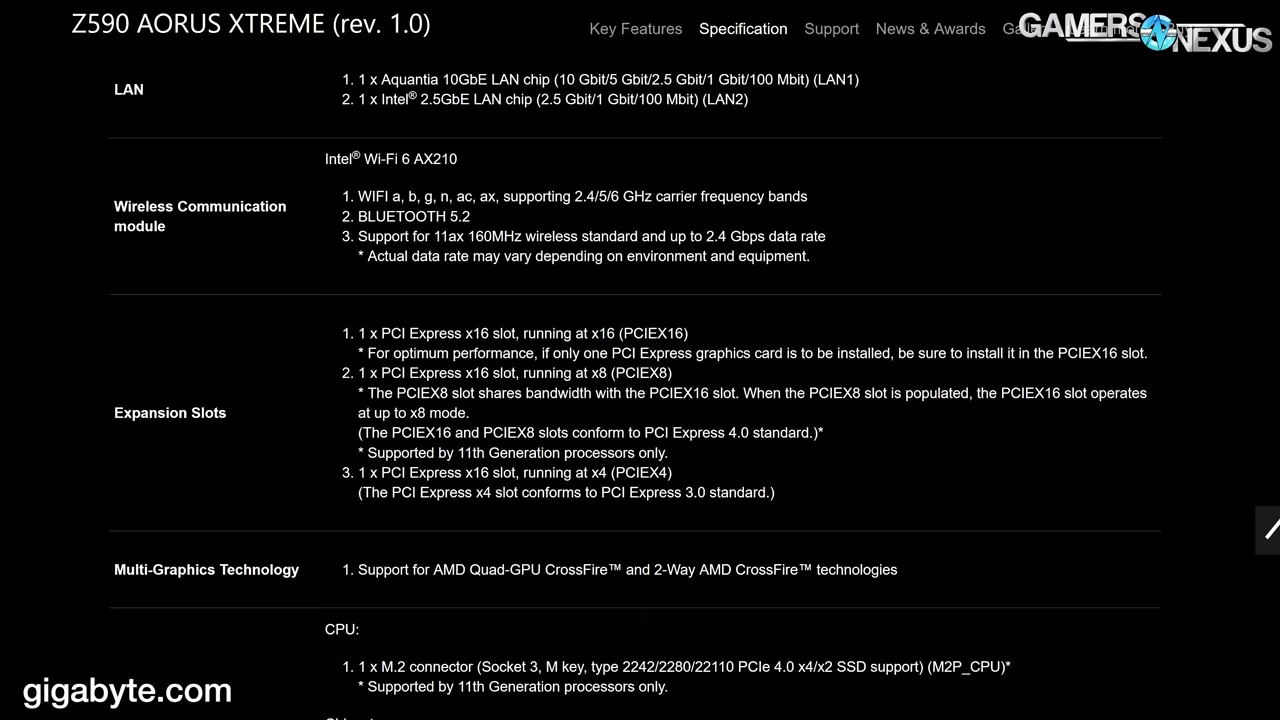 Z590 AORUS XTREME (rev. 1.0)
Key Features Specification Support News & Awards
GAMERS NEXUS
LAN
1. 1 x Aquantia 10GbE LAN chip (10 Gbit/5 Gbit/2.5 Gbit/1 Gbit/100 Mbit) (LAN1)
2. 1 x Intel® 2.5GbE LAN chip (2.5 Gbit/1 Gbit/100 Mbit) (LAN2)
Wireless Communication
module
Intel® Wi-Fi 6 AX210
1. WIFI a, b, g, n, ac, ax, supporting 2.4/5/6 GHz carrier frequency bands
2. BLUETOOTH 5.2
3. Support for 11ax 160MHz wireless standard and up to 2.4 Gbps data rate
* Actual data rate may vary depending on environment and equipment.
Expansion Slots
1. 1 x PCI Express x16 slot, running at x16 (PCIEX16)
* For optimum performance, if only one PCI Express graphics card is to be installed, be sure to install it in the PCIEX16 slot.
2. 1 x PCI Express x16 slot, running at x8 (PCIEX8)
* The PCIEX8 slot shares bandwidth with the PCIEX16 slot. When the PCIEX8 slot is populated, the PCIEX16 slot operates
at up to x8 mode.
(The PCIEX16 and PCIEX8 slots conform to PCI Express 4.0 standard.)*
* Supported by 11th Generation processors only.
3. 1 x PCI Express x16 slot, running at x4 (PCIEX4)
(The PCI Express x4 slot conforms to PCI Express 3.0 standard.)
Multi-Graphics Technology
1. Support for AMD Quad-GPU CrossFire™ and 2-Way AMD CrossFire™ technologies
CPU:
1. 1 x M.2 connector (Socket 3, M key, type 2242/2280/22110 PCIe 4.0 x4/x2 SSD support) (M2P_CPU)*
* Supported by 11th Generation processors only.
gigabyte.com